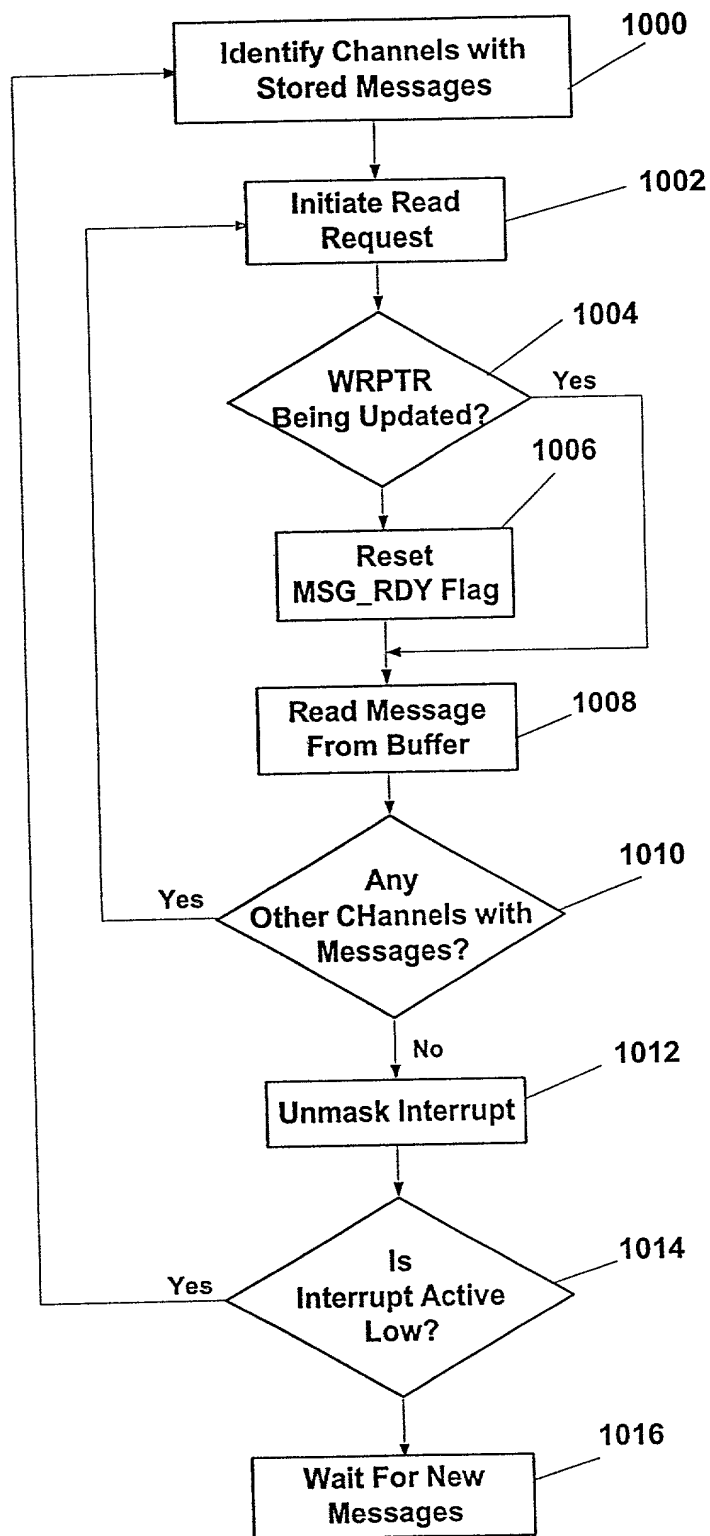 1000
Identify Channels with
Stored Messages
1002
Initiate Read
Request
1004
WRPTR
Being Updated?
Yes
1006
Reset
MSG_RDY Flag
Read Message
From Buffer
1008
1010
Any
Other CHannels with
Messages?
Yes
No
1012
Unmask Interrupt
1014
Is
Interrupt Active
Low?
Yes
1016
Wait For New
Messages